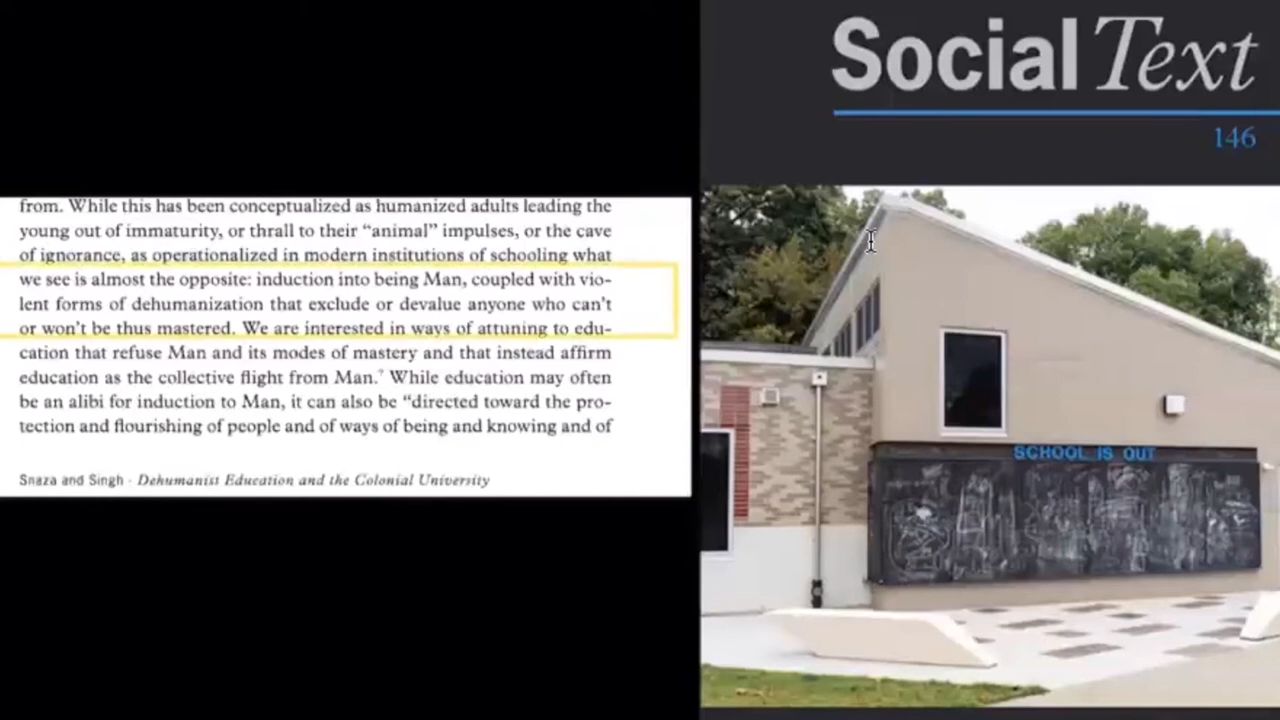 from. While this has been conceptualized as humanized adults leading the
young out of immaturity, or thrall to their “animal” impulses, or the cave
of ignorance, as operationalized in modern institutions of schooling what
we see is almost the opposite: induction into being Man, coupled with vio-
lent forms of dehumanization that exclude or devalue anyone who can’t
or won’t be thus mastered. We are interested in ways of attuning to edu-
cation that refuse Man and its modes of mastery and that instead affirm
education as the collective flight from Man.⁷ While education may often
be an alibi for induction to Man, it can also be “directed toward the pro-
tection and flourishing of people and of ways of being and knowing and of
Snaza and Singh · Dehumanist Education and the Colonial University
Social Text
146
SCHOOL IS OUT